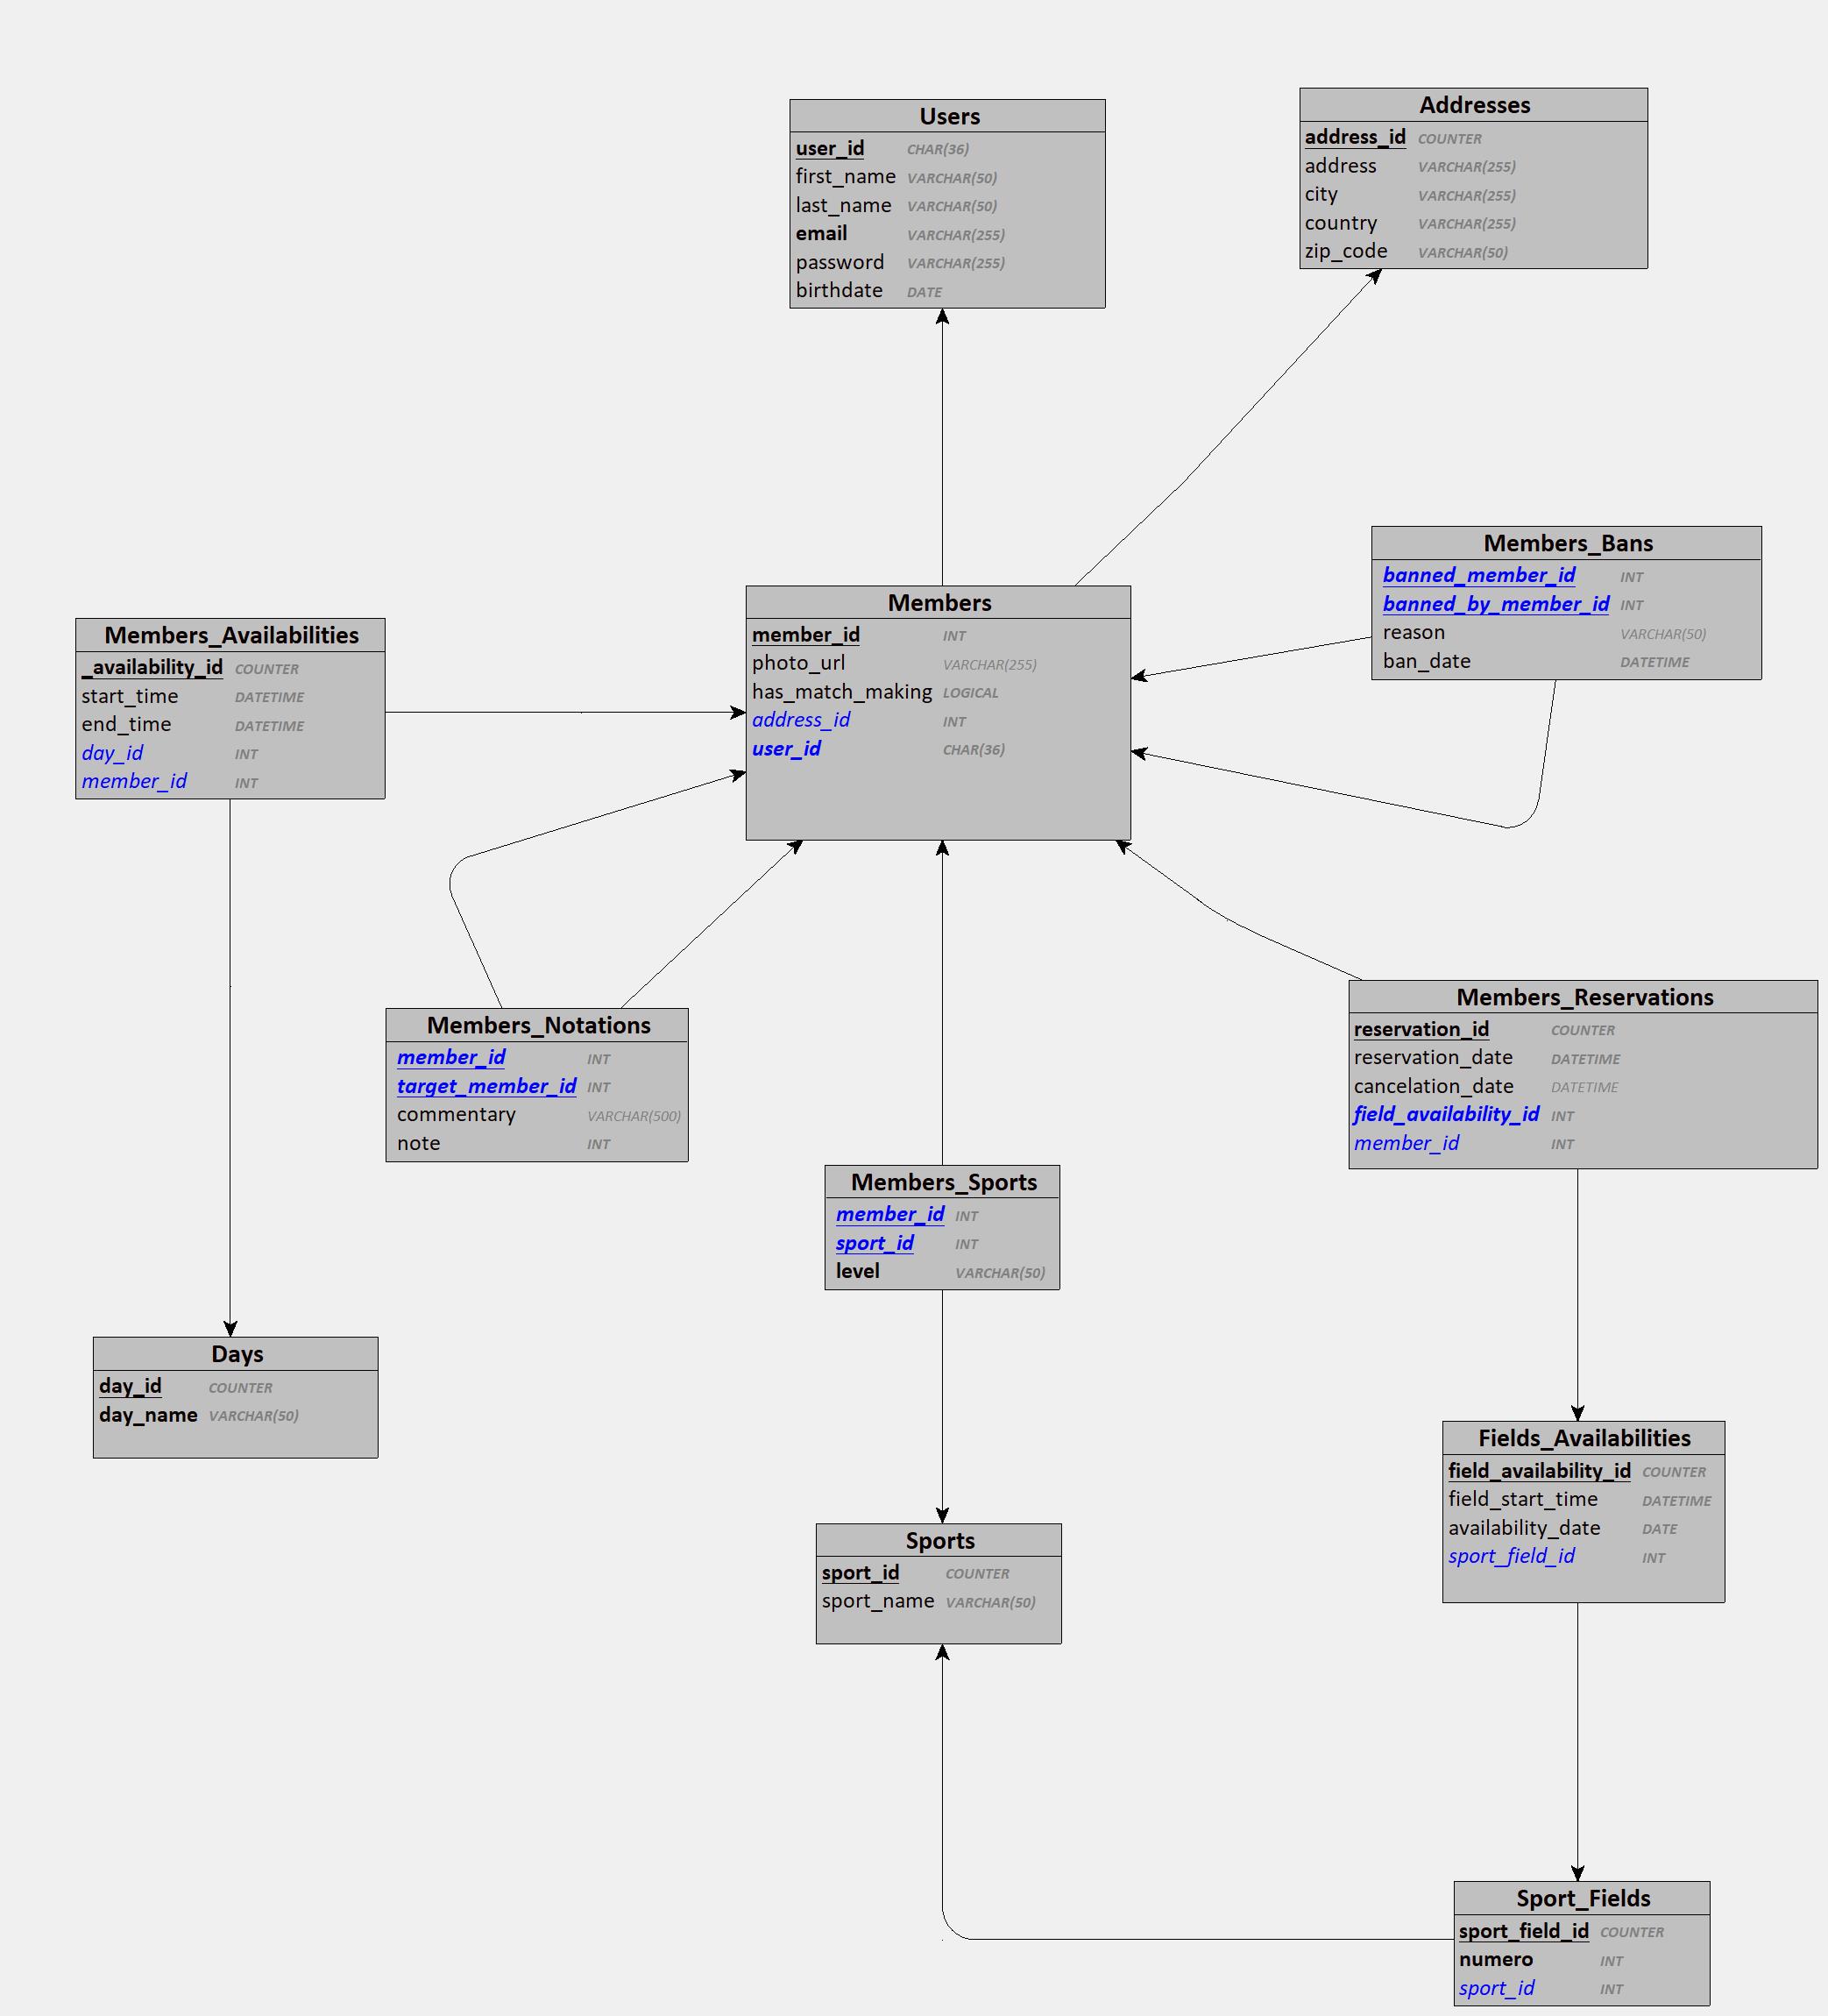 Users
user_id CHAR(36)
first_name VARCHAR(50)
last_name VARCHAR(50)
email VARCHAR(255)
password VARCHAR(255)
birthdate DATE
Addresses
address_id COUNTER
address VARCHAR(255)
city VARCHAR(255)
country VARCHAR(255)
zip_code VARCHAR(50)
Members_Bans
banned_member_id INT
banned_by_member_id INT
reason VARCHAR(50)
ban_date DATETIME
Members
member_id INT
photo_url VARCHAR(255)
has_match_making LOGICAL
address_id INT
user_id CHAR(36)
Members_Availabilities
_availability_id COUNTER
start_time DATETIME
end_time DATETIME
day_id INT
member_id INT
Members_Notations
member_id INT
target_member_id INT
commentary VARCHAR(500)
note INT
Members_Reservations
reservation_id COUNTER
reservation_date DATETIME
cancelation_date DATETIME
field_availability_id INT
member_id INT
Members_Sports
member_id INT
sport_id INT
level VARCHAR(50)
Days
day_id COUNTER
day_name VARCHAR(50)
Fields_Availabilities
field_availability_id COUNTER
field_start_time DATETIME
availability_date DATE
sport_field_id INT
Sports
sport_id COUNTER
sport_name VARCHAR(50)
Sport_Fields
sport_field_id COUNTER
numero INT
sport_id INT